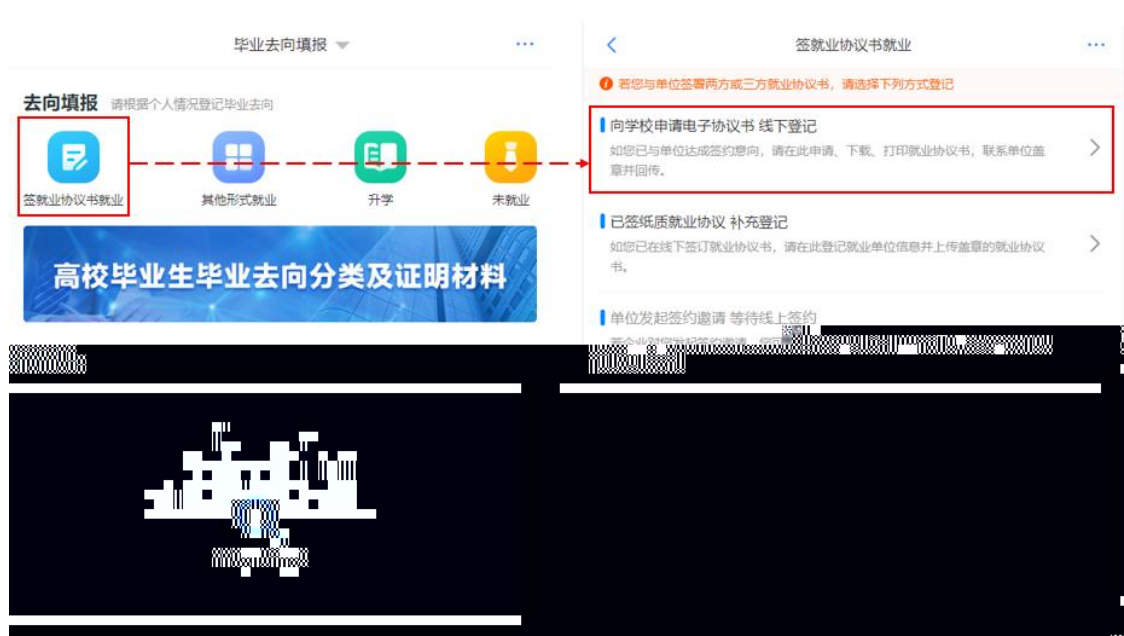 毕业去向填报
去向填报 请根据个人情况登记毕业去向
签就业协议书就业
其他形式就业
升学
未就业
高校毕业生毕业去向分类及证明材料
签就业协议书就业
若您与单位签署两方或三方就业协议书，请选择下列方式登记
向学校申请电子协议书 线下登记
如您已与单位达成签约意向，请在此申请、下载、打印就业协议书，联系单位盖
章并回传。
已签纸质就业协议 补充登记
如您已在线下签订就业协议书，请在此登记就业单位信息并上传盖章的就业协议
书。
单位发起签约邀请 等待线上签约